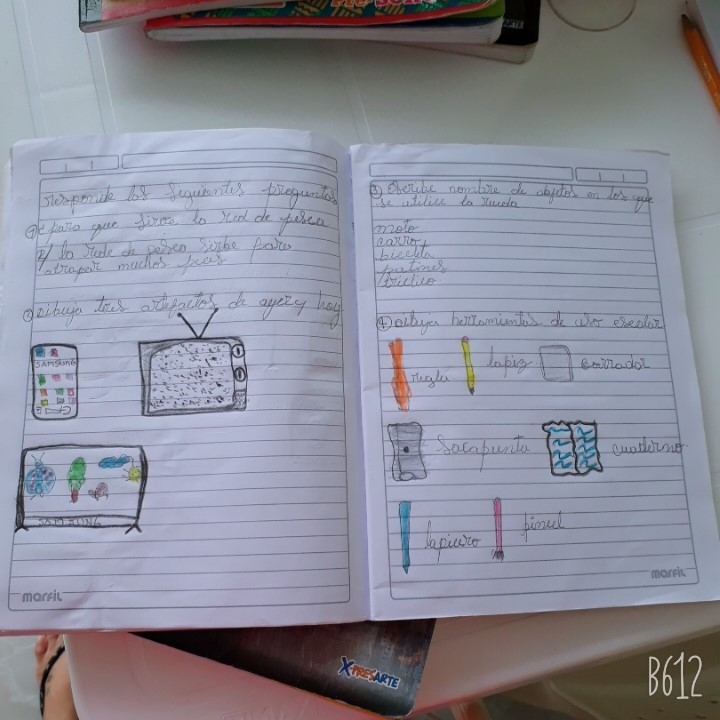 Responde las siguientes preguntas
1) ¿para que sirve la red de pesca
R/ la rede de pesca sirbe para
atrapar muchos peces
2) Dibuja tres artefactos de ayer y hoy
SAMSUNG
SAMSUNG
marfil
3) escribe nombre de objetos en los que
se utilice la rueda
moto
carro
bicicleta
patines
triciclo
4) Dibuja herramientas de uso escolar
regla
lapiz
borrador
Sacapunta
cuaderno
lapicero
pincel
marfil
X-PRESARTE
B612